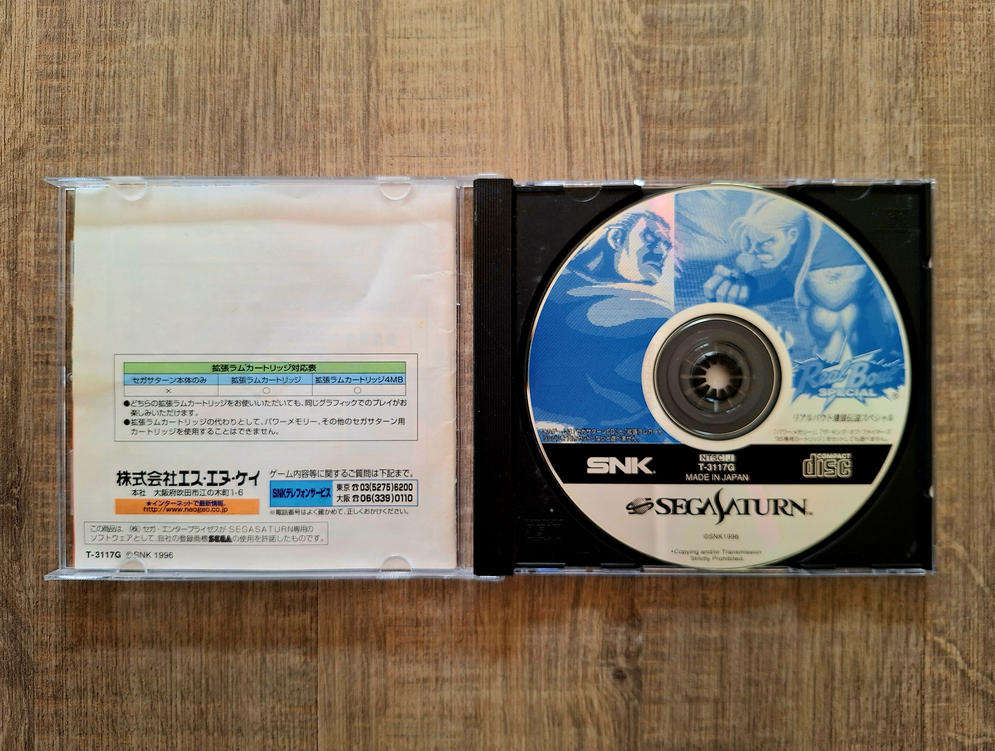 拡張ラムカートリッジ対応表
セガサターン本体のみ 拡張ラムカートリッジ 拡張ラムカートリッジ4MB
× ○ ○
●どちらの拡張ラムカートリッジをお使いいただいても、同じグラフィックでのプレイがお
楽しみいただけます。
●拡張ラムカートリッジの代わりとして、パワーメモリー、その他のセガサターン用
カートリッジを使用することはできません。
株式会社エス・エヌ・ケイ
本社 大阪府吹田市江の木町1-6
★インターネットで最新情報。
http://www.neogeo.co.jp
ゲーム内容等に関するご質問は下記まで。
SNKテレフォンサービス
東京☎03(5275)6200
大阪☎06(339)0110
※電話番号はよく確かめて、正しくおかけください。
この商品は、(株)セガ・エンタープライゼスがSEGASATURN専用の
ソフトウェアとして、自社の登録商標SEGAの使用を許諾したものです。
T-3117G ©SNK 1996
REAL BOUT
SPECIAL
リアルバウト餓狼伝説スペシャル
SNK®
NTSC J
T-3117G
MADE IN JAPAN
COMPACT
disc
SEGASATURN™
©SNK1996
•Copying and/or Transmission
Strictly Prohibited.